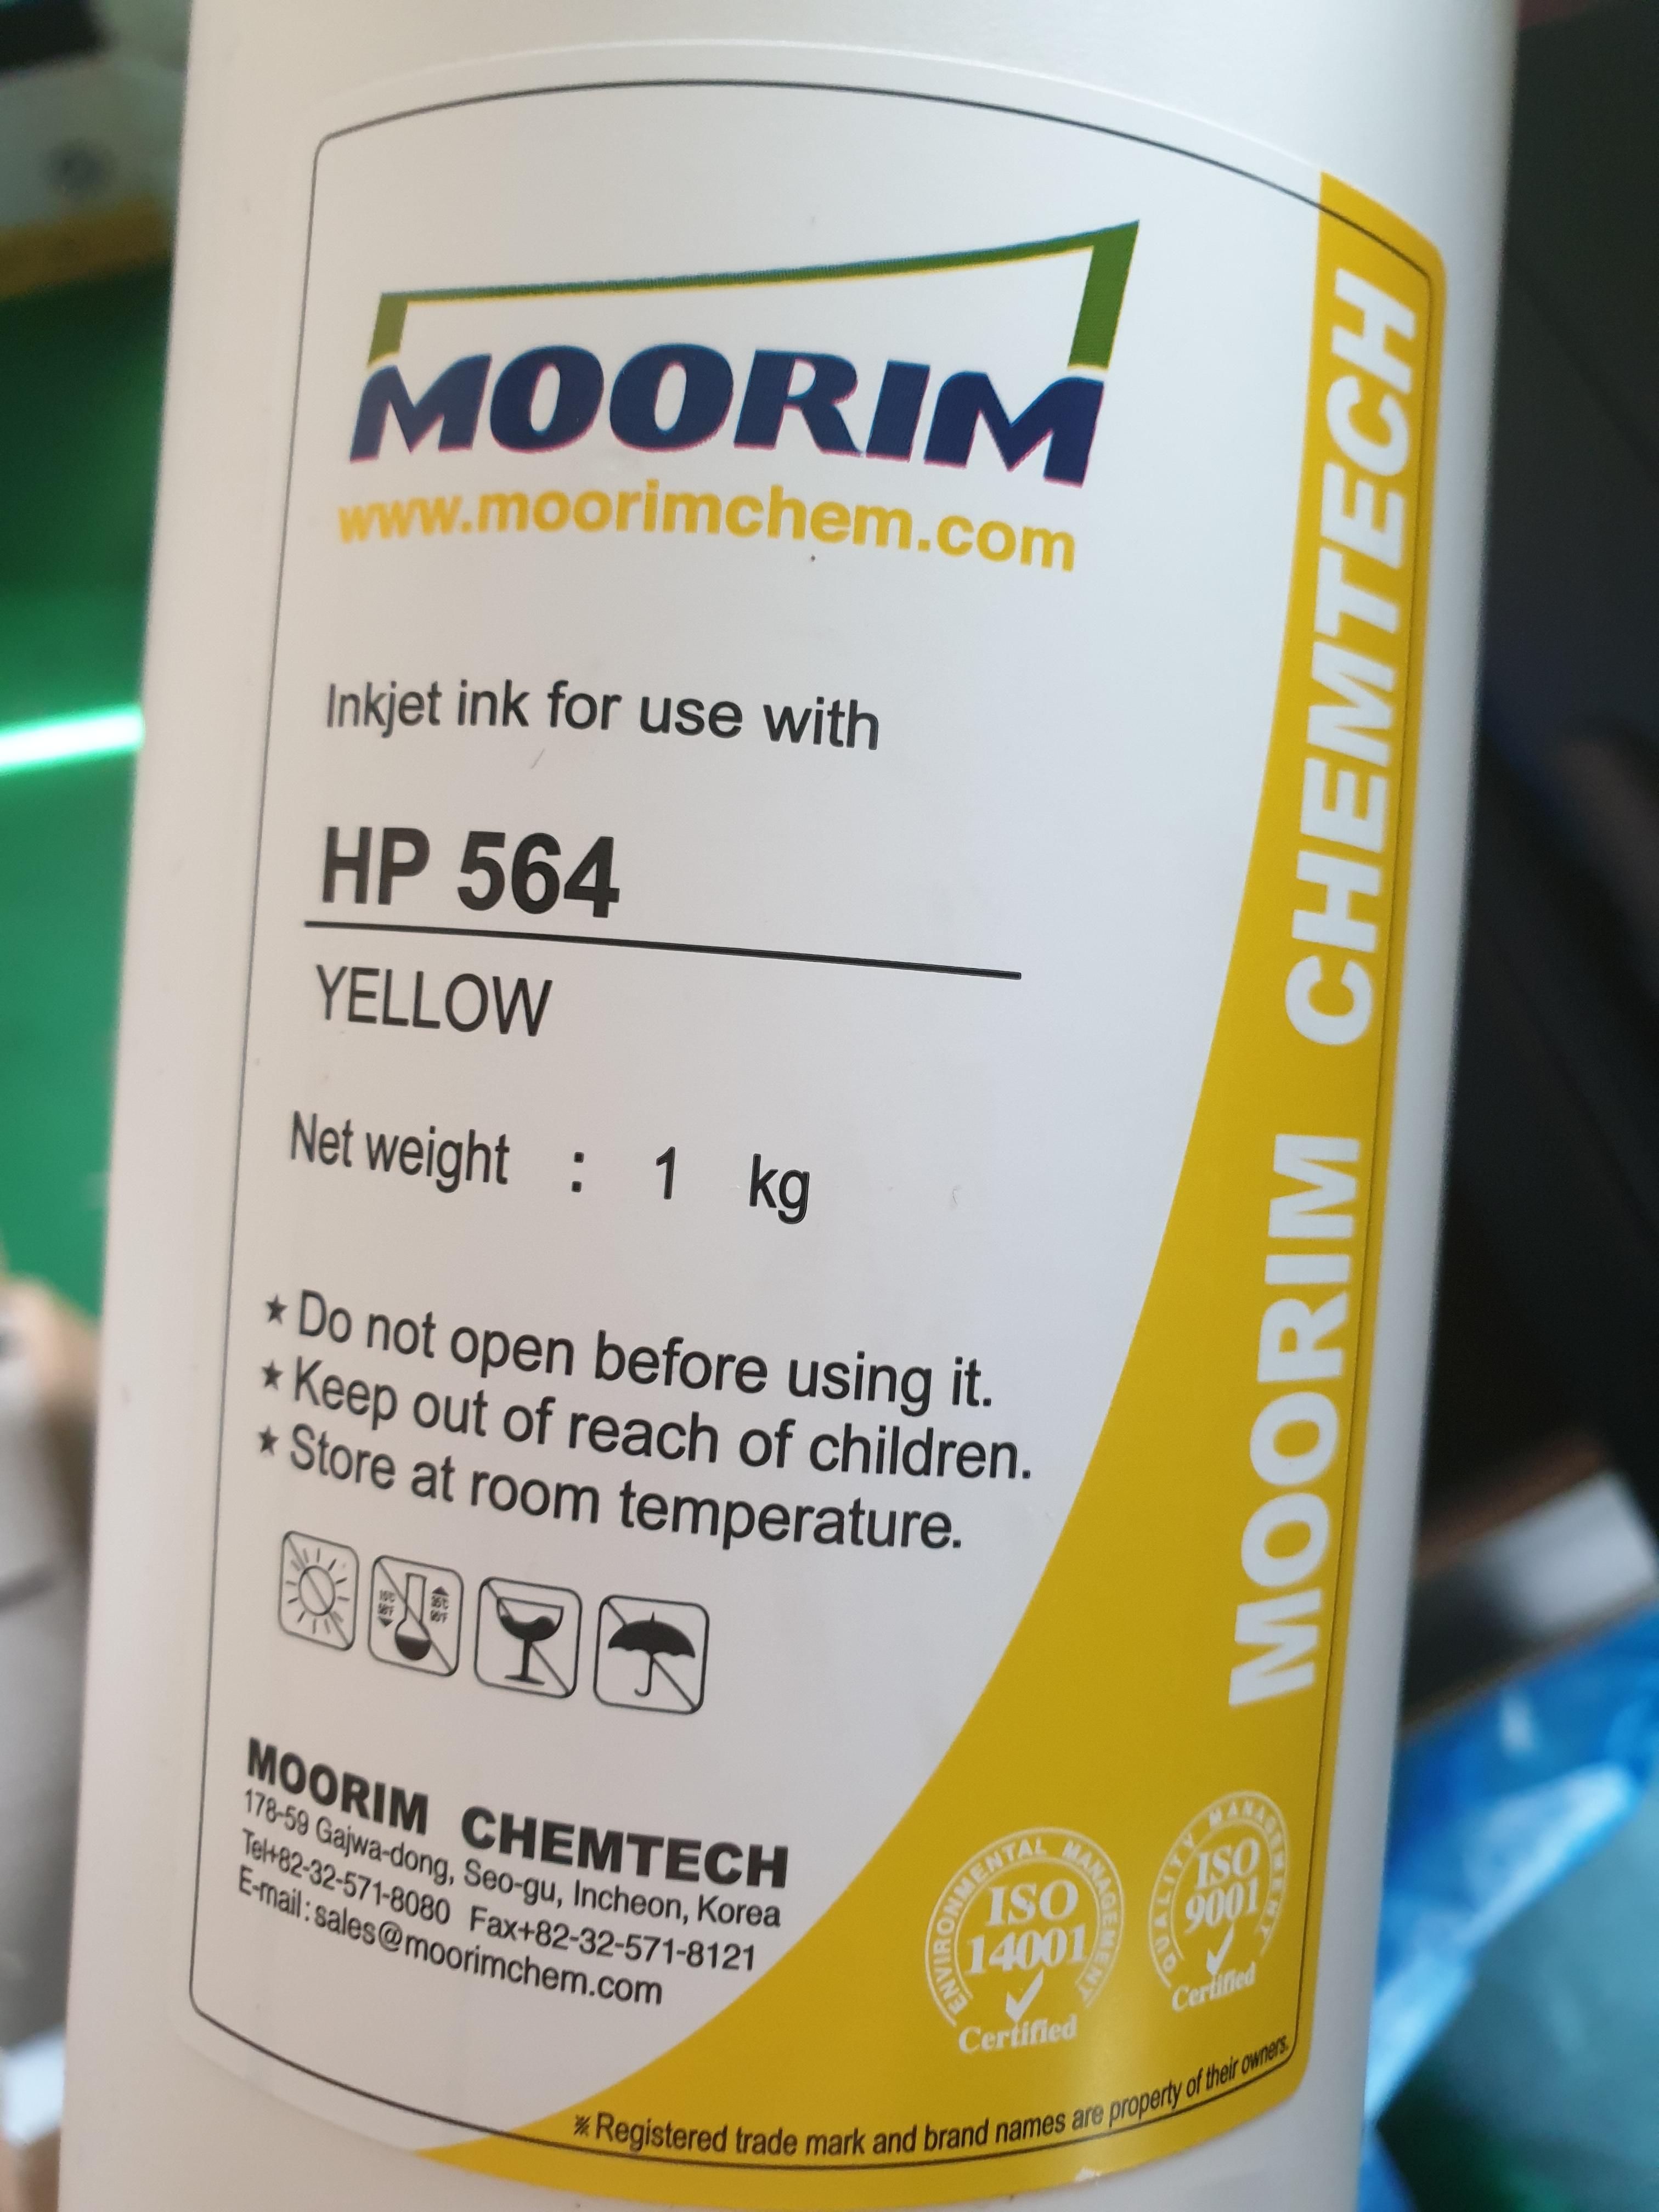 MOORIM
www.moorimchem.com
Inkjet ink for use with
HP 564
YELLOW
Net weight : 1 kg
★ Do not open before using it.
★ Keep out of reach of children.
★ Store at room temperature.
MOORIM CHEMTECH
178-59 Gajwa-dong, Seo-gu, Incheon, Korea
Tel+82-32-571-8080 Fax+82-32-571-8121
E-mail : sales@moorimchem.com
MOORIM CHEMTECH
ENVIRONMENTAL MANAGEMENT
ISO
14001
Certified
QUALITY MANAGEMENT
ISO
9001
Certified
※ Registered trade mark and brand names are property of their owners.